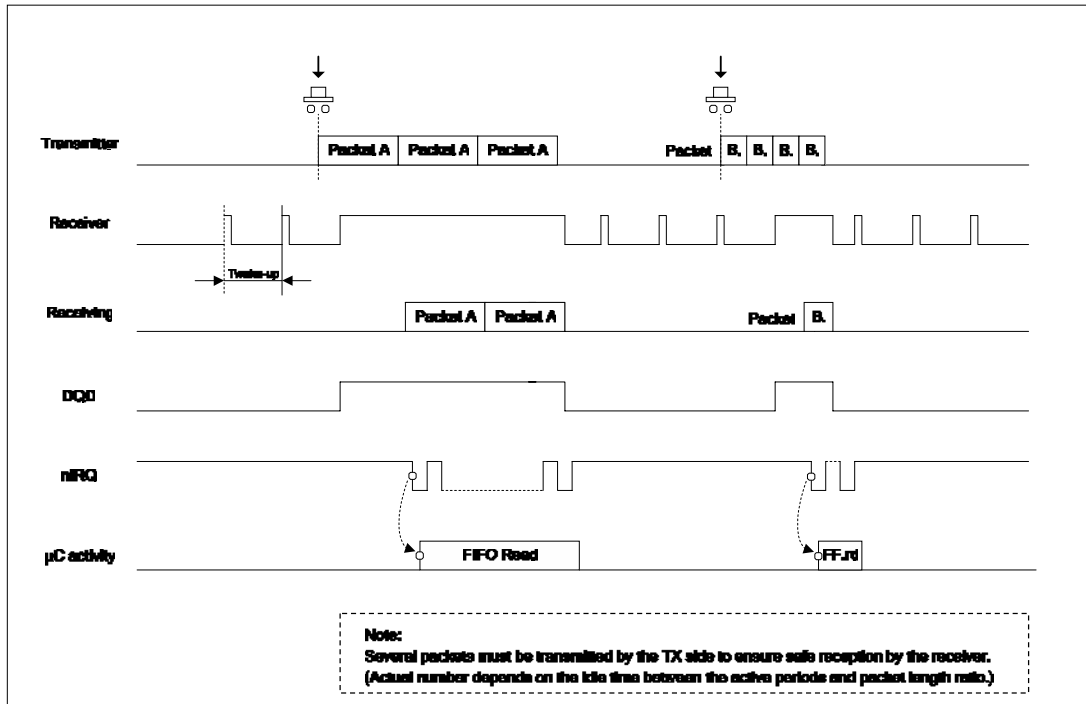 Transmitter
Packet A Packet A Packet A
Packet B. B. B. B.
Receiver
Twake-up
Receiving
Packet A Packet A
Packet B.
DQD
nIRQ
µC activity
FIFO Read
FF.rd
Note:
Several packets must be transmitted by the TX side to ensure safe reception by the receiver.
(Actual number depends on the idle time between the active periods and packet length ratio.)